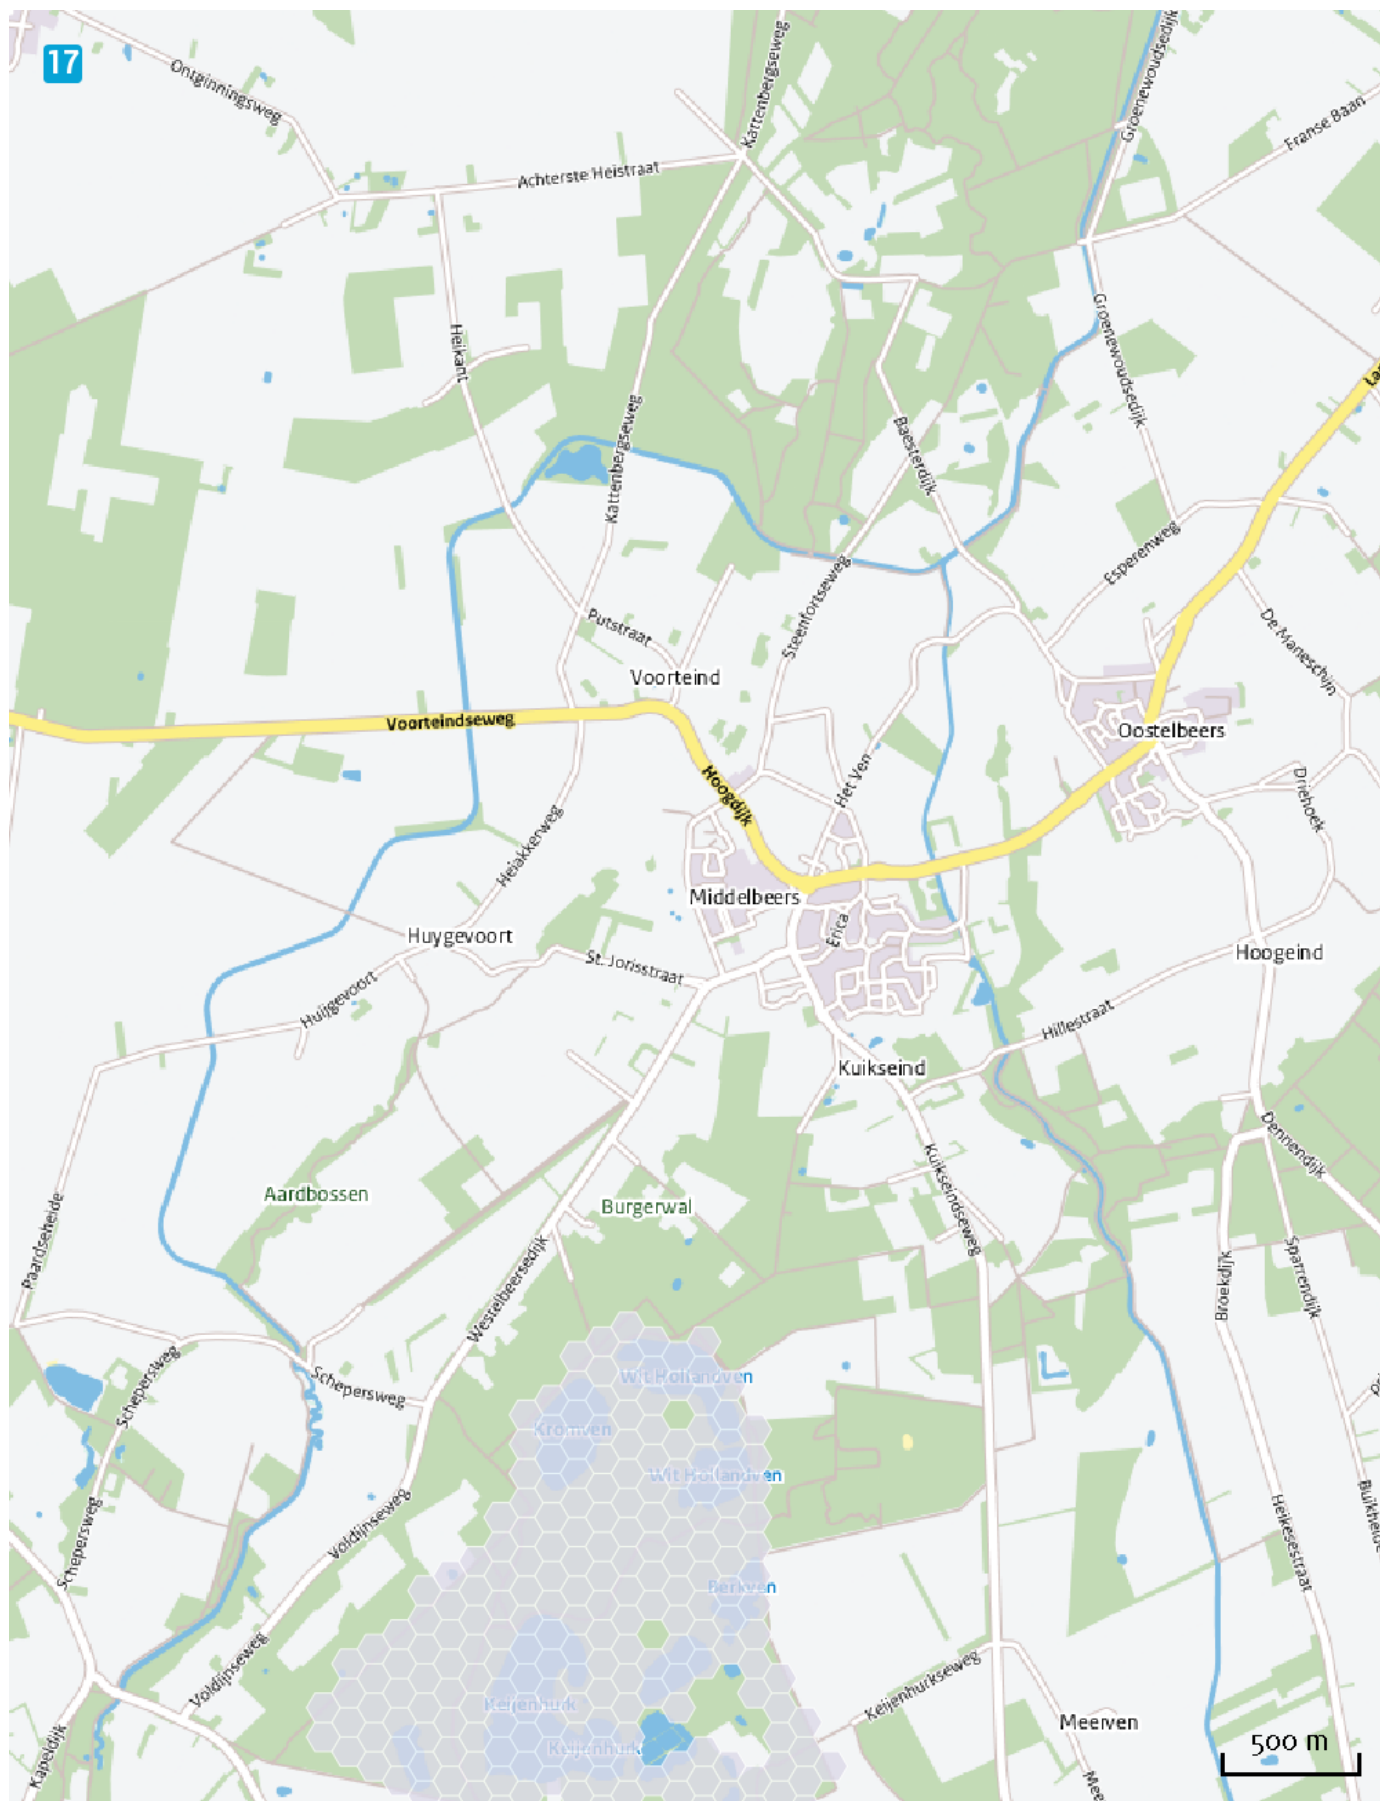 17
Ontginningsweg
Kattenbergseweg
Groenewoudsedijk
Franse Baan
Achterste Heistraat
Heikant
Groenewoudsedijk
Kattenbergseweg
Baesterdijk
Esperenweg
Steenfortseweg
Putstraat
De Maneschijn
Voorteind
Voorteindseweg
Oostelbeers
Hoogdijk
Het Ven
Driehoek
Heiakkerweg
Middelbeers
Erica
Huygevoort
Hoogeind
St. Jorisstraat
Huijgevoort
Hillestraat
Kuikseind
Dennendijk
Aardbossen
Burgerwal
Kuikseindseweg
Paardseheide
Westelbeersedijk
Broekdijk
Sparrendijk
Schepersweg
Schepersweg
Wit Hollandven
Kromven
Wit Hollandven
Voldijnseweg
Schepersweg
Heikesestraat
Berkven
Voldijnseweg
Keijenhurkseweg
Keijenhurk
Meerven
Keijenhurk
500 m
Kapeldijk